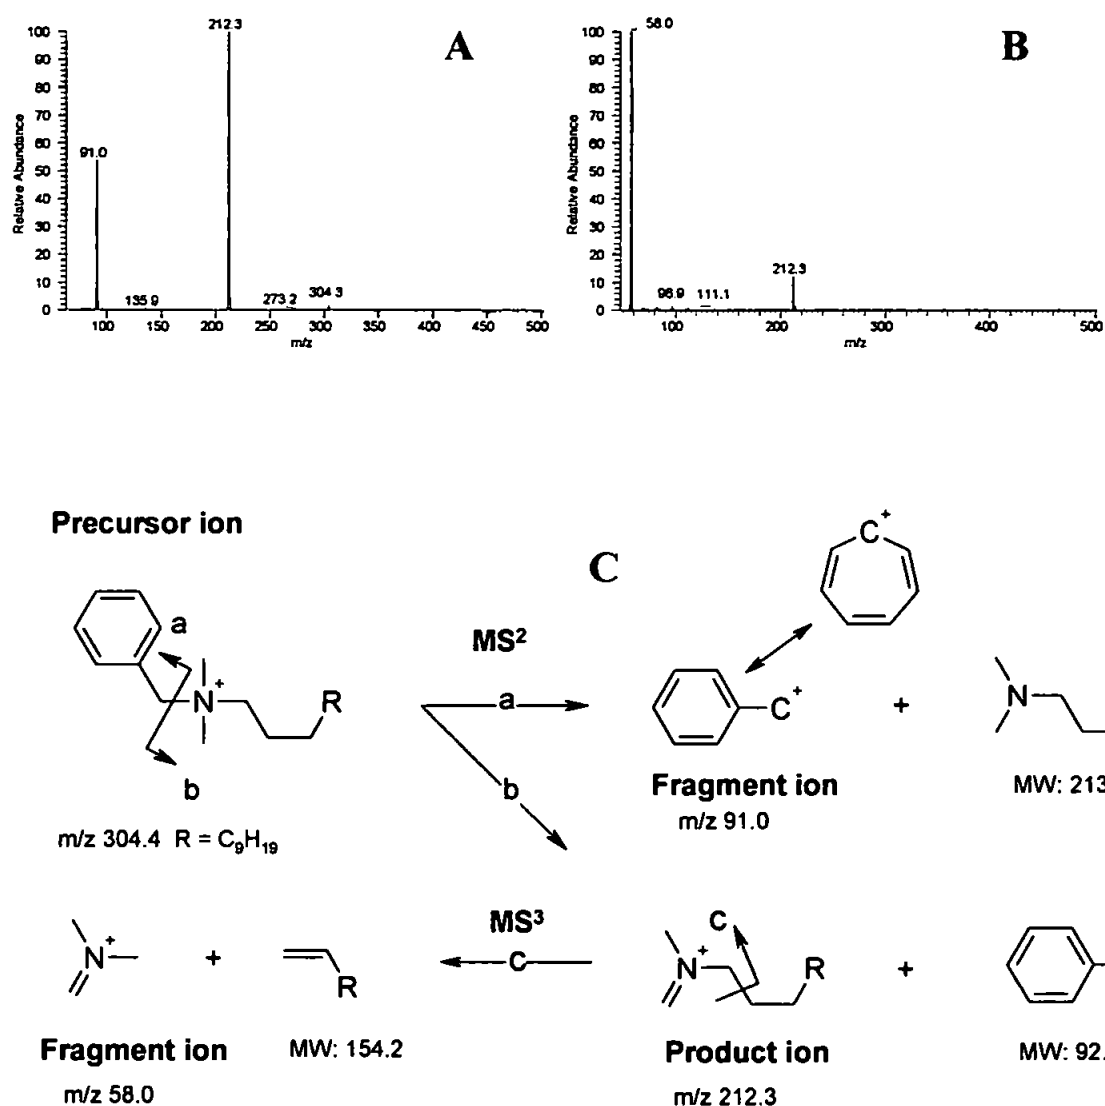 212.3
A
100
90
80
70
60
50
40
30
20
10
0
Relative Abundance
91.0
135.9
273.2
304.3
100 150 200 250 300 350 400 450 500
m/z
58.0
B
100
90
80
70
60
50
40
30
20
10
0
Relative Abundance
98.9
111.1
212.3
100 200 300 400 500
m/z
Precursor ion
C
a
N+
R
b
m/z 304.4 R = C₉H₁₉
MS²
a
b
C+
C+
+
N
Fragment ion
m/z 91.0
MW: 213
N+
+
R
MS³
C
C
N+
R
+
Fragment ion
m/z 58.0
MW: 154.2
Product ion
m/z 212.3
MW: 92.